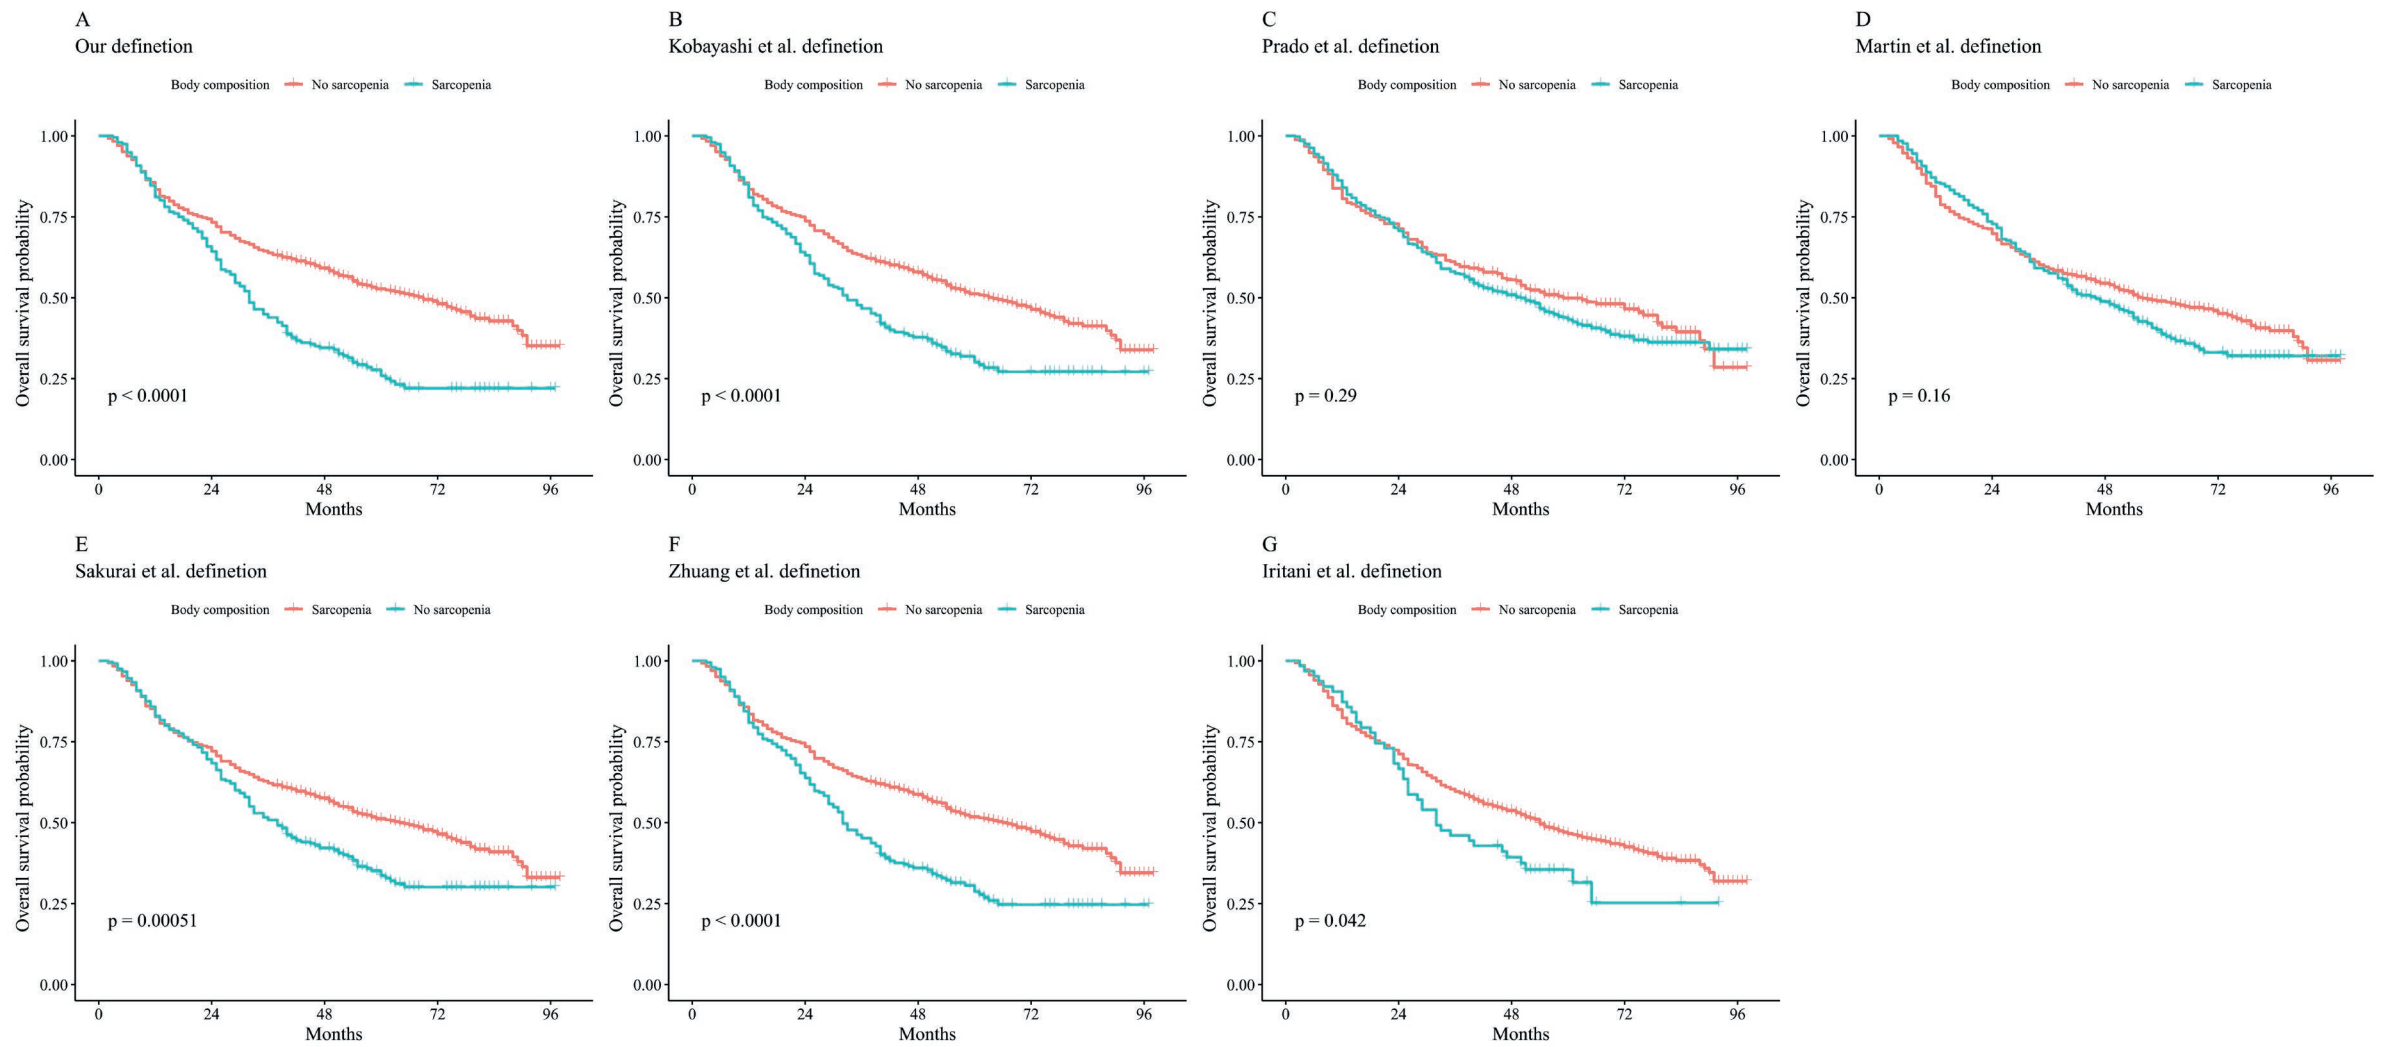 A
Our definetion
Body composition No sarcopenia Sarcopenia
Overall survival probability
1.00
0.75
0.50
0.25
0.00
p < 0.0001
0 24 48 72 96
Months
B
Kobayashi et al. definetion
Body composition No sarcopenia Sarcopenia
Overall survival probability
1.00
0.75
0.50
0.25
0.00
p < 0.0001
0 24 48 72 96
Months
C
Prado et al. definetion
Body composition No sarcopenia Sarcopenia
Overall survival probability
1.00
0.75
0.50
0.25
0.00
p = 0.29
0 24 48 72 96
Months
D
Martin et al. definetion
Body composition No sarcopenia Sarcopenia
Overall survival probability
1.00
0.75
0.50
0.25
0.00
p = 0.16
0 24 48 72 96
Months
E
Sakurai et al. definetion
Body composition Sarcopenia No sarcopenia
Overall survival probability
1.00
0.75
0.50
0.25
0.00
p = 0.00051
0 24 48 72 96
Months
F
Zhuang et al. definetion
Body composition No sarcopenia Sarcopenia
Overall survival probability
1.00
0.75
0.50
0.25
0.00
p < 0.0001
0 24 48 72 96
Months
G
Iritani et al. definetion
Body composition No sarcopenia Sarcopenia
Overall survival probability
1.00
0.75
0.50
0.25
0.00
p = 0.042
0 24 48 72 96
Months